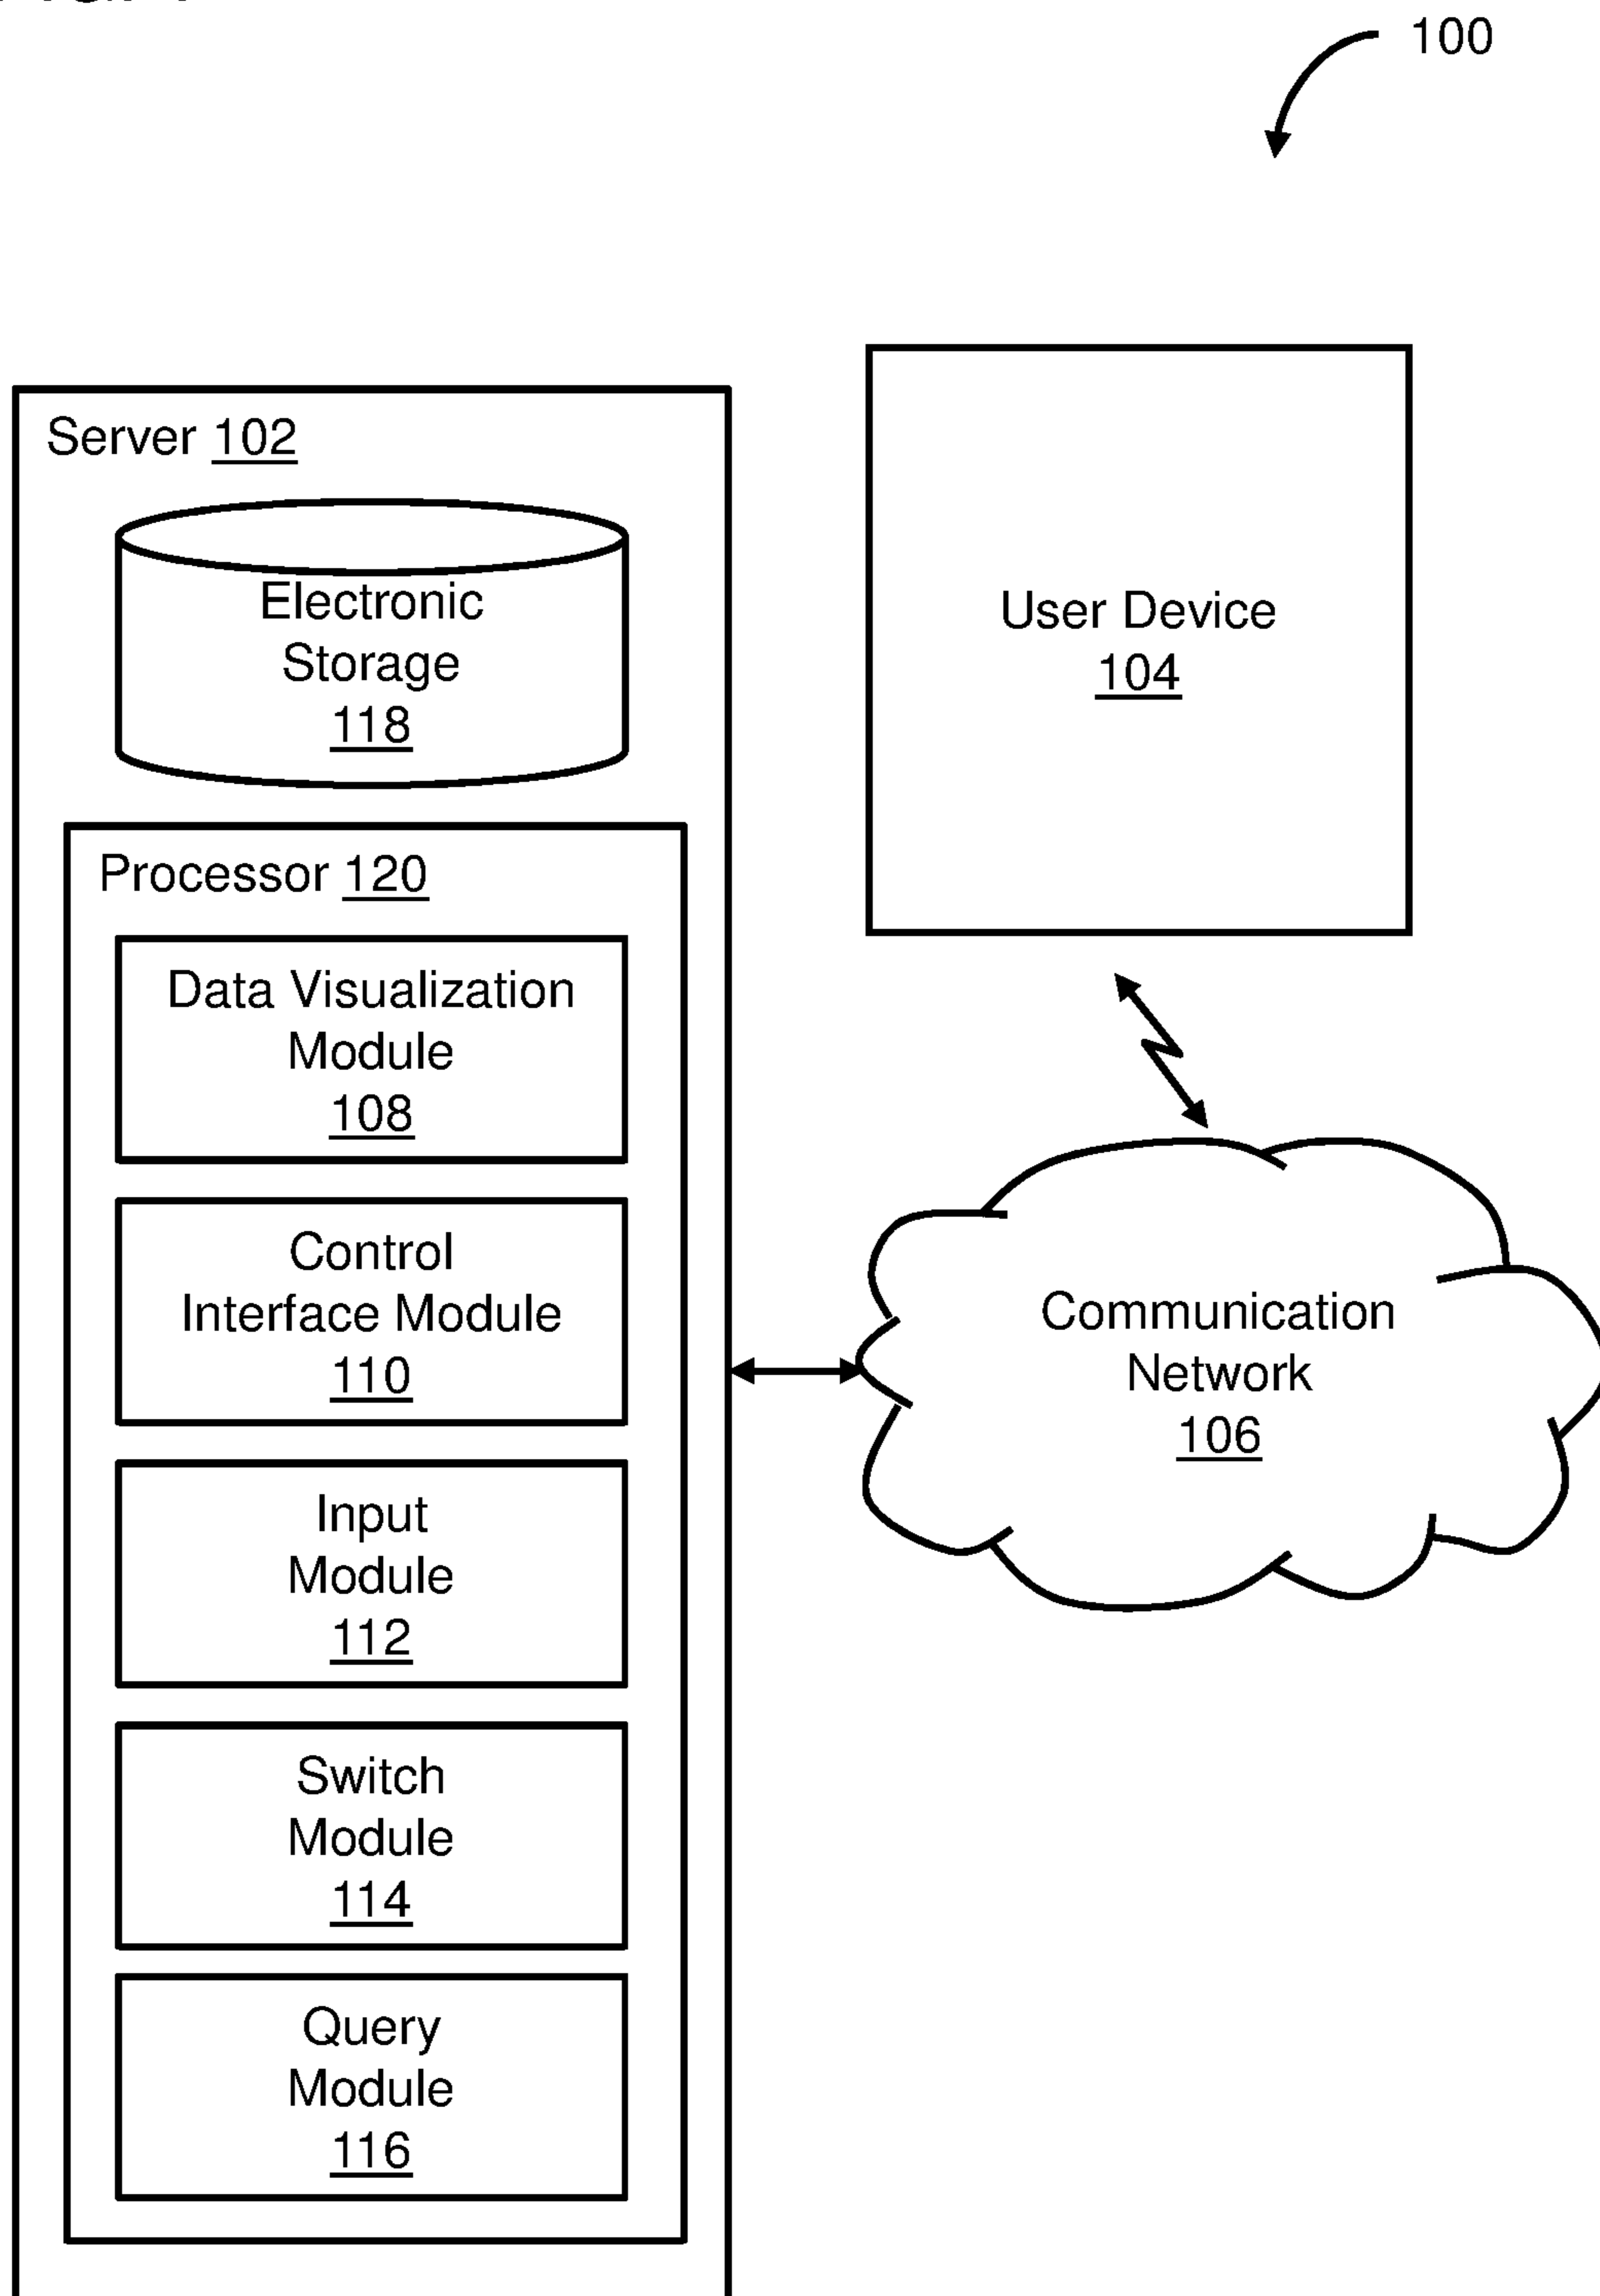 100
Server 102
Electronic
Storage
118
Processor 120
Data Visualization
Module
108
Control
Interface Module
110
Input
Module
112
Switch
Module
114
Query
Module
116
User Device
104
Communication
Network
106